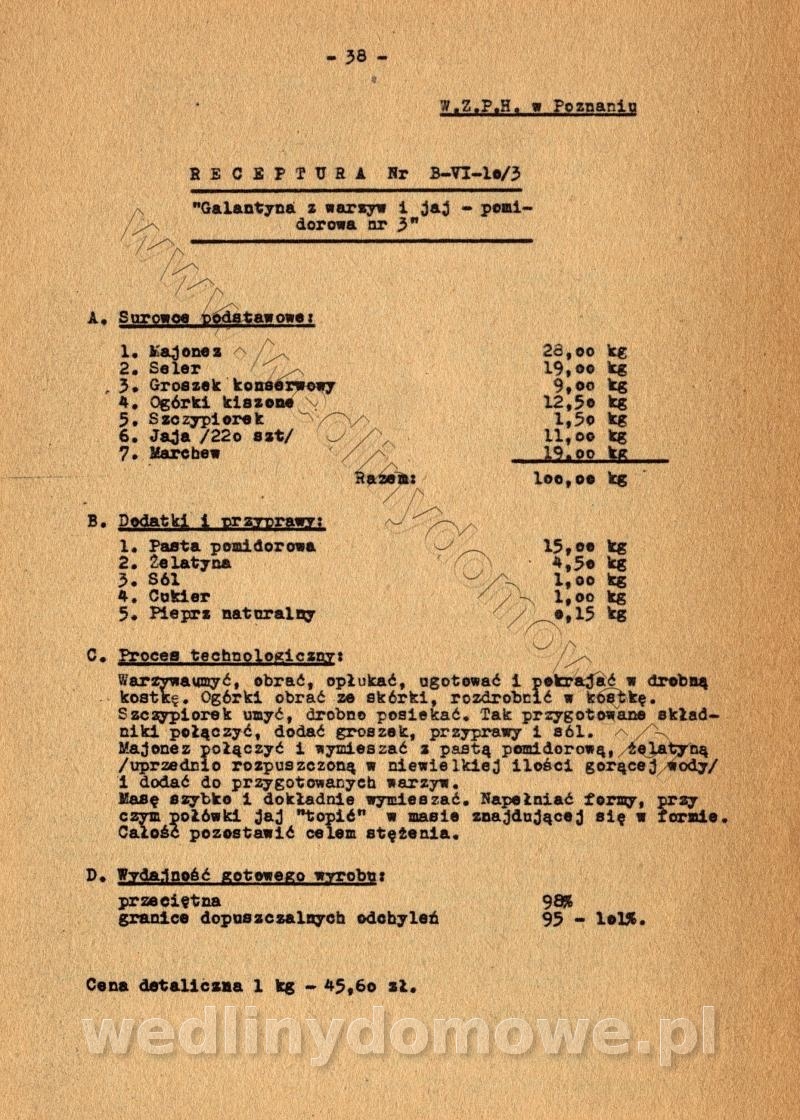 - 38 -
W.Z.P.H. w Poznaniu
R E C E P T U R A Nr B-VI-1o/3
"Galantyna z warzyw i jaj - pomi-
dorowa nr 3"
A. Surowce podstawowe:
1. Majonez 28,oo kg
2. Seler 19,oo kg
3. Groszek konserwowy 9,oo kg
4. Ogórki kiszone 12,5o kg
5. Szczypiorek 1,5o kg
6. Jaja /22o szt/ 11,oo kg
7. Marchew 19.oo kg
Razem: 1oo,oo kg
B. Dodatki i przyprawy:
1. Pasta pomidorowa 15,oo kg
2. Żelatyna 4,5o kg
3. Sól 1,oo kg
4. Cukier 1,oo kg
5. Pieprz naturalny o,15 kg
C. Proces technologiczny:
Warzywaumyć, obrać, opłukać, ugotować i pokrajać w drobną
kostkę. Ogórki obrać ze skórki, rozdrobnić w kostkę.
Szczypiorek umyć, drobno posiekać. Tak przygotowane skład-
niki połączyć, dodać groszek, przyprawy i sól.
Majonez połączyć i wymieszać z pastą pomidorową, żelatyną
/uprzednio rozpuszczoną w niewielkiej ilości gorącej wody/
i dodać do przygotowanych warzyw.
Masę szybko i dokładnie wymieszać. Napełniać formy, przy
czym połówki jaj "topić" w masie znajdującej się w formie.
Całość pozostawić celem stężenia.
D. Wydajność gotowego wyrobu:
przeciętna 98%
granice dopuszczalnych odchyleń 95 - 1o1%.
Cena detaliczna 1 kg - 45,6o zł.
www.wedlinydomowe.pl
wedlinydomowe.pl